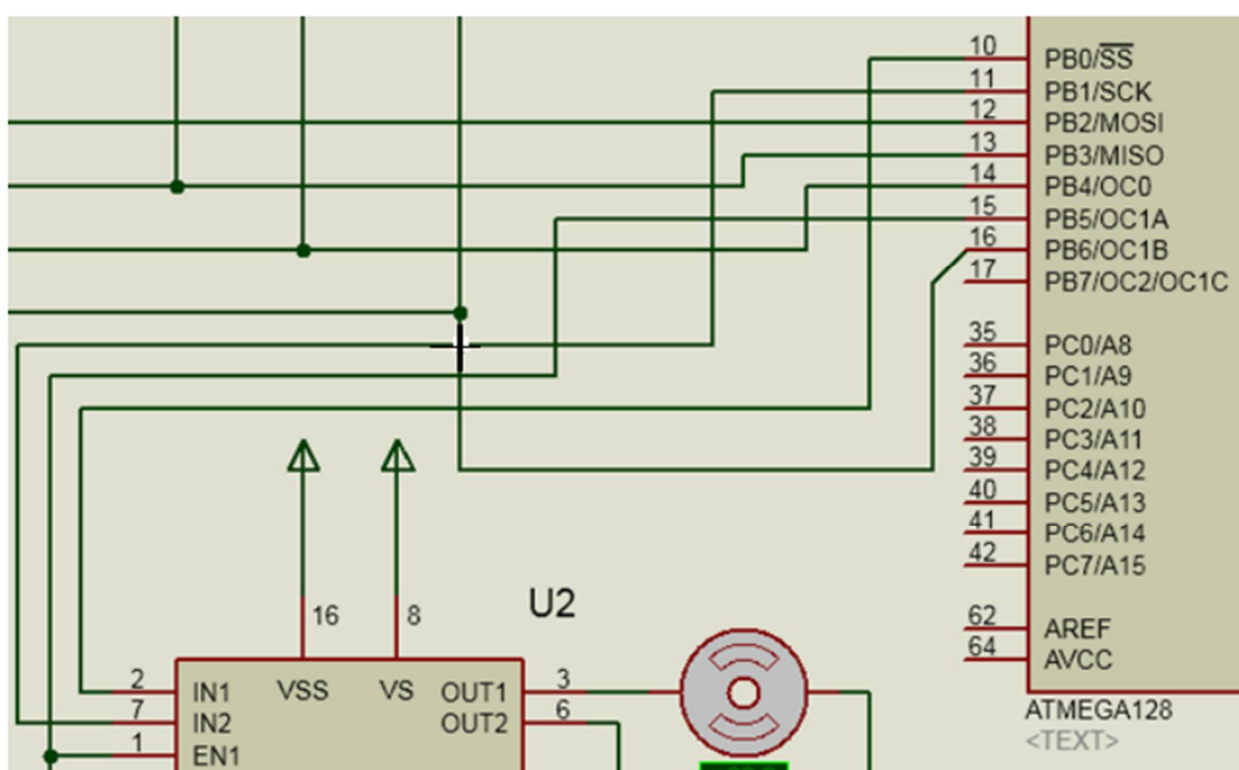 10 PB0/SS
11 PB1/SCK
12 PB2/MOSI
13 PB3/MISO
14 PB4/OC0
15 PB5/OC1A
16 PB6/OC1B
17 PB7/OC2/OC1C
35 PC0/A8
36 PC1/A9
37 PC2/A10
38 PC3/A11
39 PC4/A12
40 PC5/A13
41 PC6/A14
42 PC7/A15
62 AREF
64 AVCC
ATMEGA128
<TEXT>
U2
16 8
2 IN1 VSS VS OUT1 3
7 IN2 OUT2 6
1 EN1